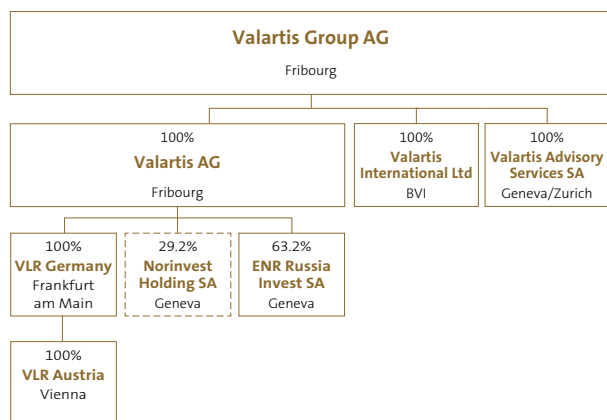 Valartis Group AG
Fribourg
100%
Valartis AG
Fribourg
100%
Valartis
International Ltd
BVI
100%
Valartis Advisory
Services SA
Geneva/Zurich
100%
VLR Germany
Frankfurt
am Main
29.2%
Norinvest
Holding SA
Geneva
63.2%
ENR Russia
Invest SA
Geneva
100%
VLR Austria
Vienna